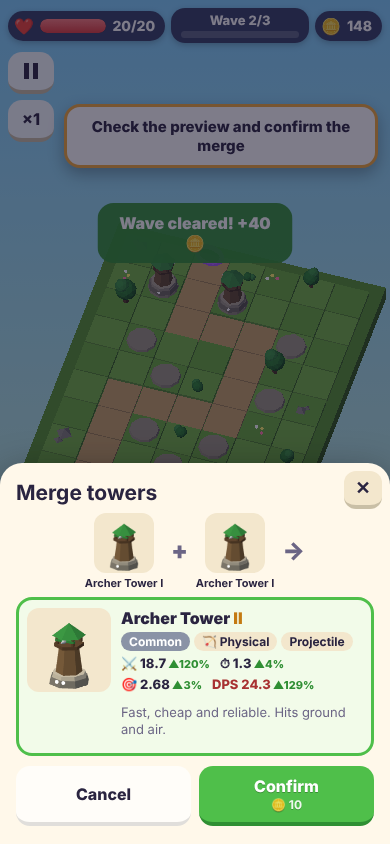 20/20
Wave 2/3
148
×1
Check the preview and confirm the
merge
Wave cleared! +40
Merge towers
Archer Tower I
+
Archer Tower I
Archer Tower II
Common
Physical
Projectile
18.7 ▲120%
1.3 ▲4%
2.68 ▲3%
DPS 24.3 ▲129%
Fast, cheap and reliable. Hits ground
and air.
Cancel
Confirm
10